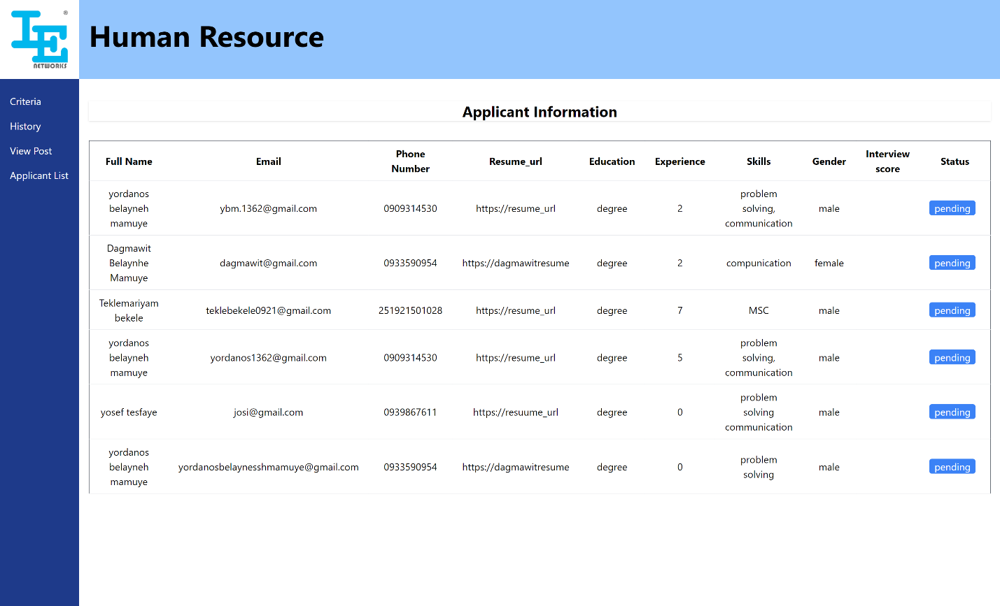 IE
®
NETWORKS
Human Resource
Criteria
History
View Post
Applicant List
Applicant Information
Full Name Email Phone Number Resume_url Education Experience Skills Gender Interview score Status
yordanos belayneh mamuye ybm.1362@gmail.com 0909314530 https://resume_url degree 2 problem solving, communication male pending
Dagmawit Belaynhe Mamuye dagmawit@gmail.com 0933590954 https://dagmawitresume degree 2 compunication female pending
Teklemariyam bekele teklebekele0921@gmail.com 251921501028 https://resume_url degree 7 MSC male pending
yordanos belayneh mamuye yordanos1362@gmail.com 0909314530 https://resume_url degree 5 problem solving, communication male pending
yosef tesfaye josi@gmail.com 0939867611 https://resuume_url degree 0 problem solving communication male pending
yordanos belayneh mamuye yordanosbelaynesshmamuye@gmail.com 0933590954 https://dagmawitresume degree 0 problem solving male pending